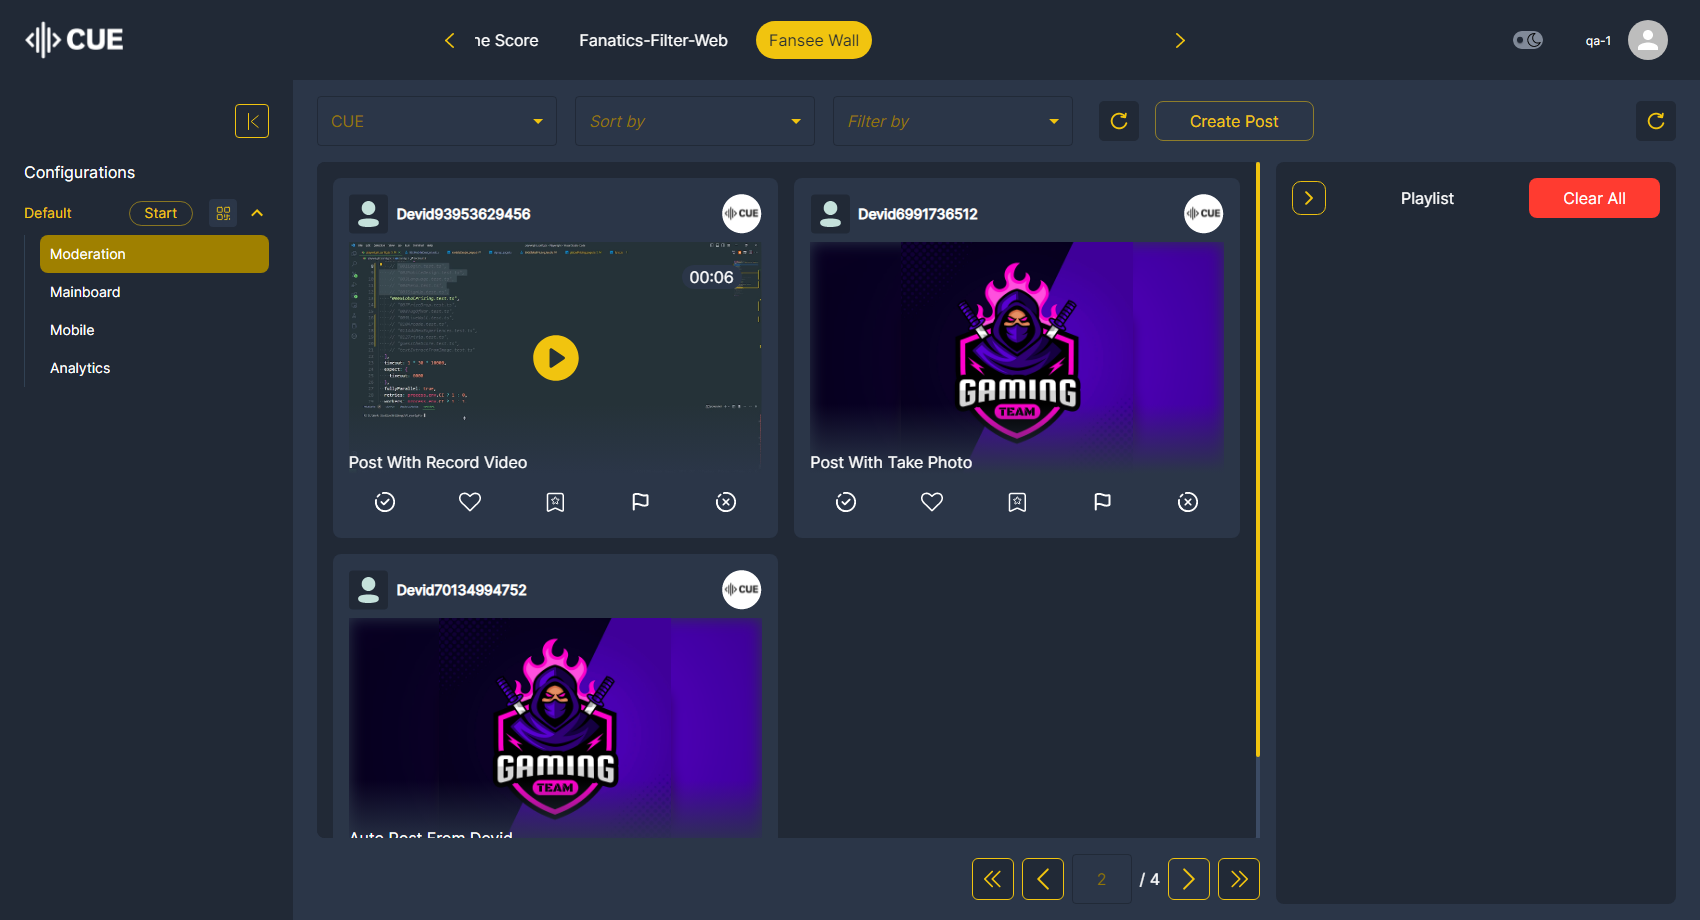 CUE
ne Score
Fanatics-Filter-Web
Fansee Wall
qa-1
CUE
Sort by
Filter by
Create Post
Configurations
Default
Start
Moderation
Mainboard
Mobile
Analytics
Devid93953629456
CUE
00:06
Post With Record Video
Devid6991736512
CUE
GAMING
TEAM
Post With Take Photo
Devid70134994752
CUE
GAMING
TEAM
Auto Post From Devid
Playlist
Clear All
2
/ 4